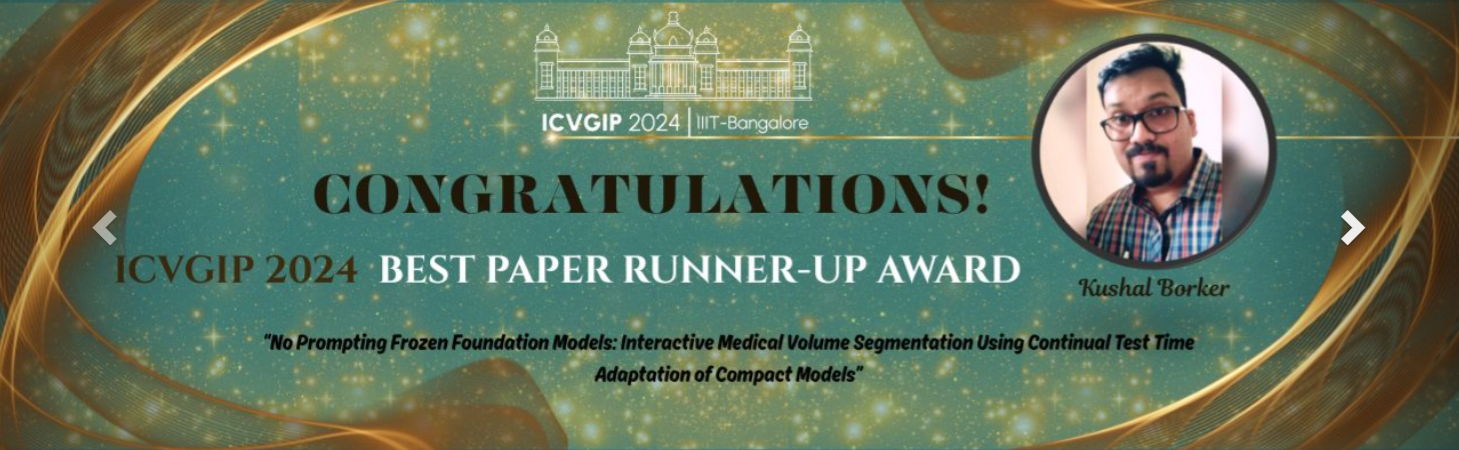 ICVGIP 2024 | IIIT-Bangalore
CONGRATULATIONS!
ICVGIP 2024 BEST PAPER RUNNER-UP AWARD
Kushal Borker
"No Prompting Frozen Foundation Models: Interactive Medical Volume Segmentation Using Continual Test Time
Adaptation of Compact Models"